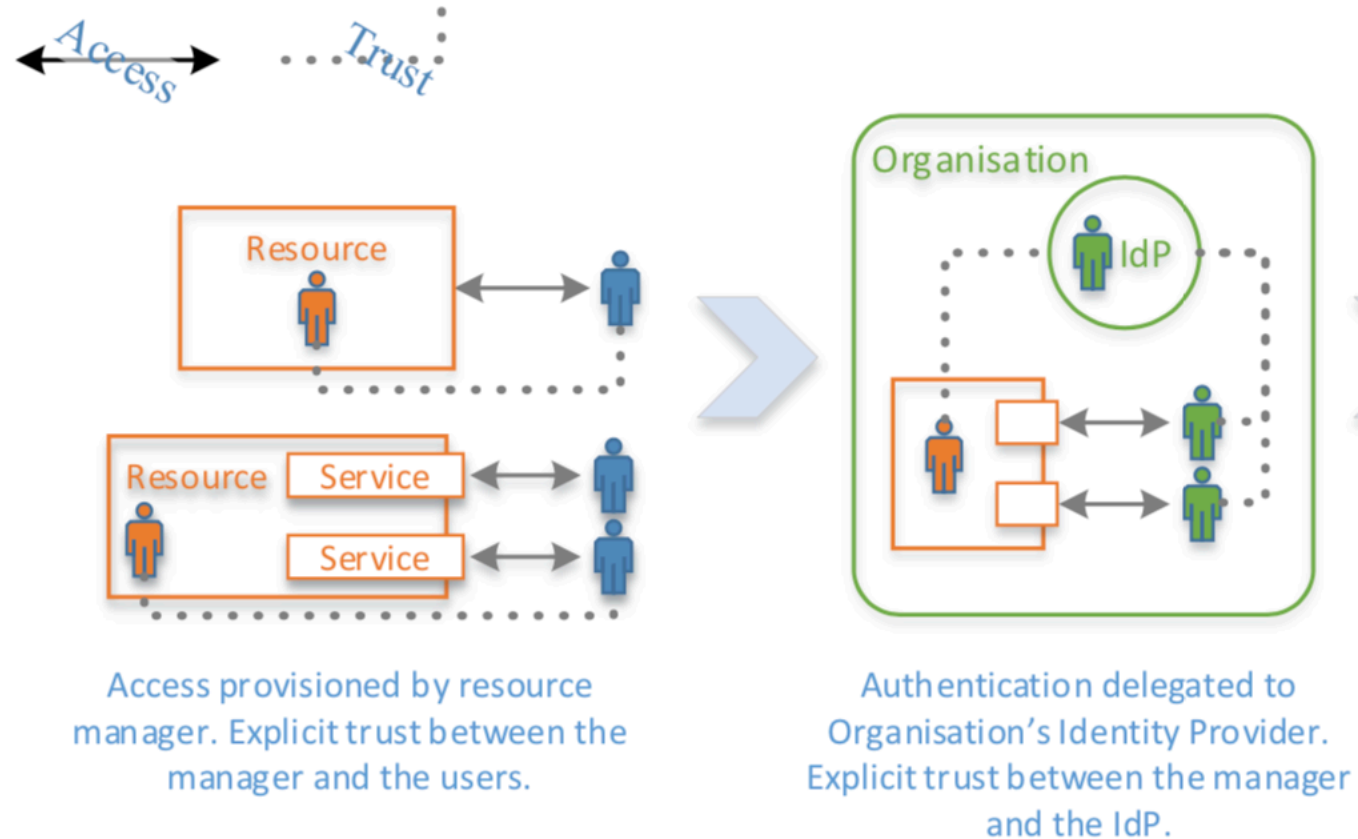 Access
Trust
Resource
Resource
Service
Service
Access provisioned by resource
manager. Explicit trust between the
manager and the users.
Organisation
IdP
Authentication delegated to
Organisation’s Identity Provider.
Explicit trust between the manager
and the IdP.